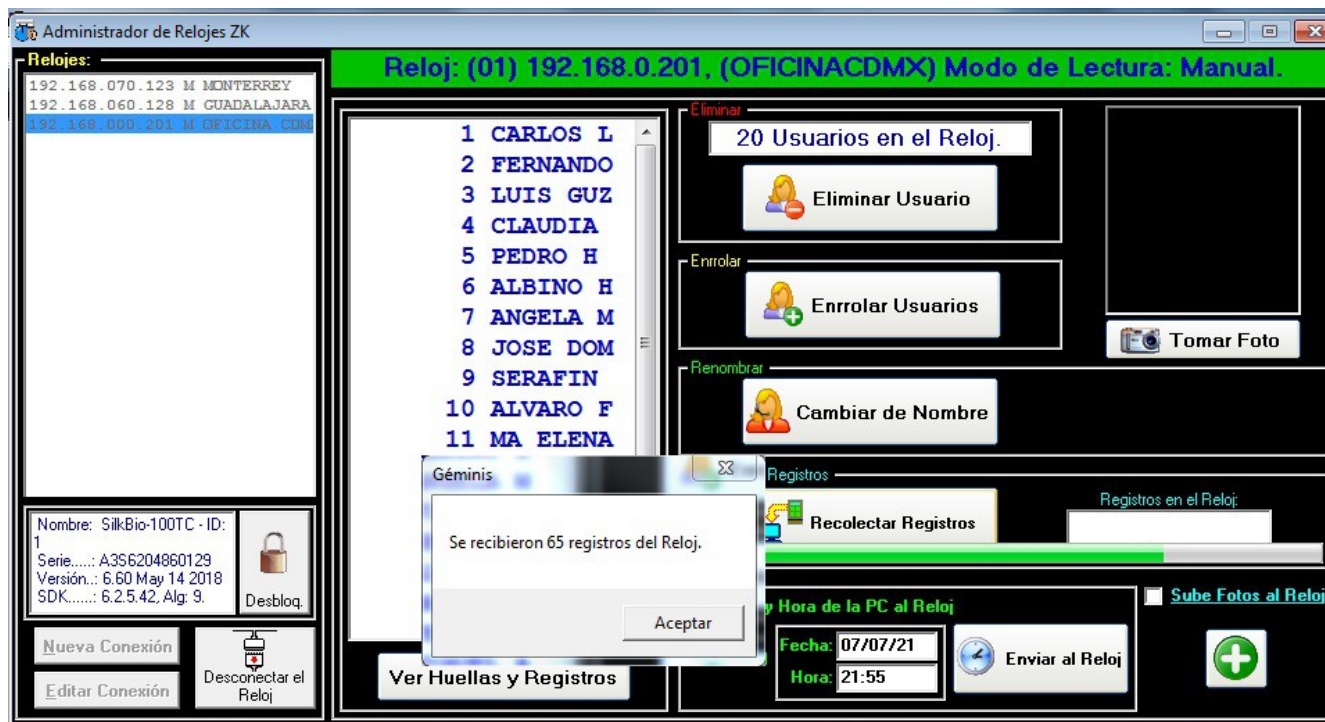 Administrador de Relojes ZK
Relojes:
192.168.070.123 M MONTERREY
192.168.060.128 M GUADALAJARA
192.168.000.201 M OFICINA CDM
Reloj: (01) 192.168.0.201, (OFICINACDMX) Modo de Lectura: Manual.
1 CARLOS L
2 FERNANDO
3 LUIS GUZ
4 CLAUDIA
5 PEDRO H
6 ALBINO H
7 ANGELA M
8 JOSE DOM
9 SERAFIN
10 ALVARO F
11 MA ELENA
Eliminar
20 Usuarios en el Reloj.
Eliminar Usuario
Enrrolar
Enrrolar Usuarios
Tomar Foto
Renombrar
Cambiar de Nombre
Géminis
Se recibieron 65 registros del Reloj.
Aceptar
Registros
Recolectar Registros
Registros en el Reloj:
Nombre: SilkBio-100TC - ID:
1
Serie.....: A3S6204860129
Versión..: 6.60 May 14 2018
SDK......: 6.2.5.42, Alg: 9.
Desbloq.
Nueva Conexión
Editar Conexión
Desconectar el
Reloj
Ver Huellas y Registros
y Hora de la PC al Reloj
Fecha: 07/07/21
Hora: 21:55
Enviar al Reloj
Sube Fotos al Reloj